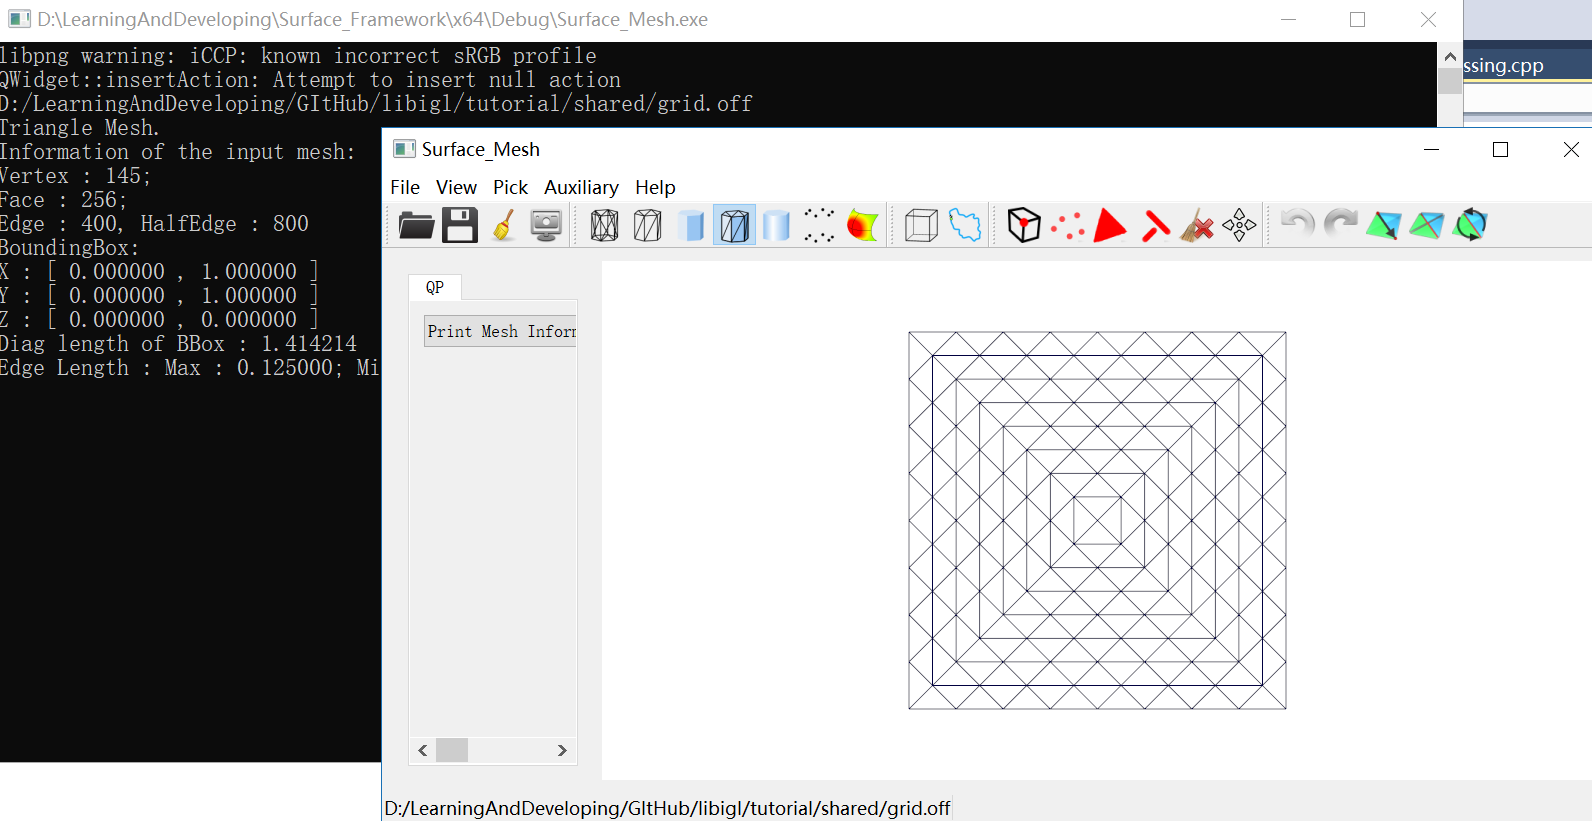 D:\LearningAndDeveloping\Surface_Framework\x64\Debug\Surface_Mesh.exe
libpng warning: iCCP: known incorrect sRGB profile
QWidget::insertAction: Attempt to insert null action
D:/LearningAndDeveloping/GItHub/libigl/tutorial/shared/grid.off
Triangle Mesh.
Information of the input mesh:
Vertex : 145;
Face : 256;
Edge : 400, HalfEdge : 800
BoundingBox:
X : [ 0.000000 , 1.000000 ]
Y : [ 0.000000 , 1.000000 ]
Z : [ 0.000000 , 0.000000 ]
Diag length of BBox : 1.414214
Edge Length : Max : 0.125000; Mi
ssing.cpp
Surface_Mesh
File View Pick Auxiliary Help
QP
Print Mesh Infor
D:/LearningAndDeveloping/GItHub/libigl/tutorial/shared/grid.off